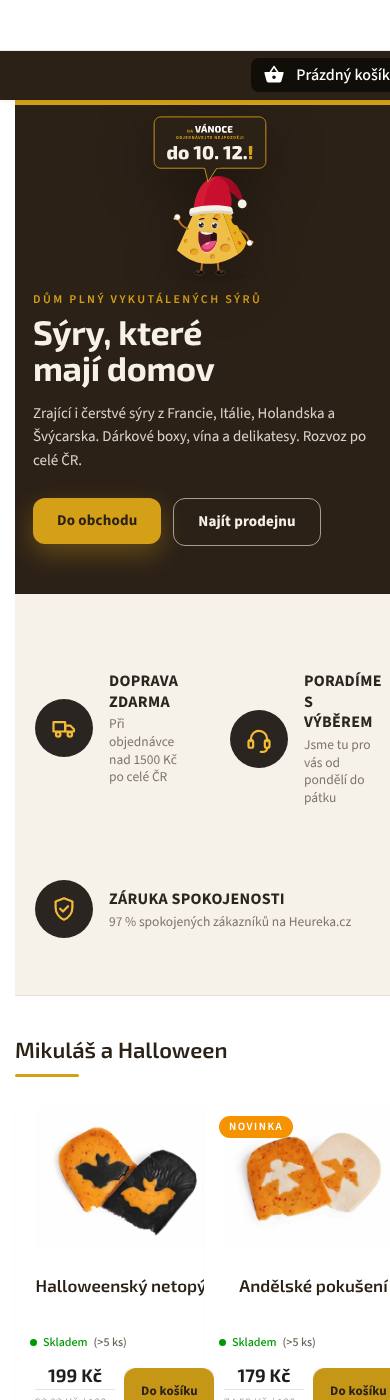 Prázdný košík
NA VÁNOCE
OBJEDNÁVEJTE NEJPOZDĚJI
do 10. 12.!
DŮM PLNÝ VYKUTÁLENÝCH SÝRŮ
Sýry, které
mají domov
Zrající i čerstvé sýry z Francie, Itálie, Holandska a
Švýcarska. Dárkové boxy, vína a delikatesy. Rozvoz po
celé ČR.
Do obchodu
Najít prodejnu
DOPRAVA
ZDARMA
Při
objednávce
nad 1500 Kč
po celé ČR
PORADÍME
S
VÝBĚREM
Jsme tu pro
vás od
pondělí do
pátku
ZÁRUKA SPOKOJENOSTI
97 % spokojených zákazníků na Heureka.cz
Mikuláš a Halloween
NOVINKA
Halloweenský netopý
Andělské pokušení
Skladem (>5 ks)
Skladem (>5 ks)
199 Kč
Do košíku
179 Kč
Do košíku